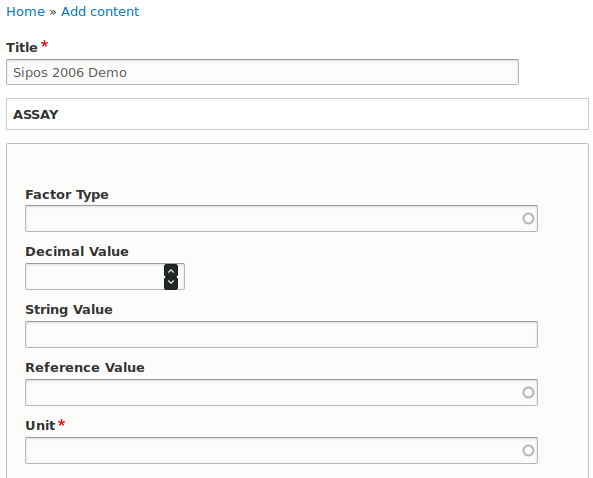 Home » Add content
Title *
Sipos 2006 Demo
ASSAY
Factor Type
Decimal Value
String Value
Reference Value
Unit *